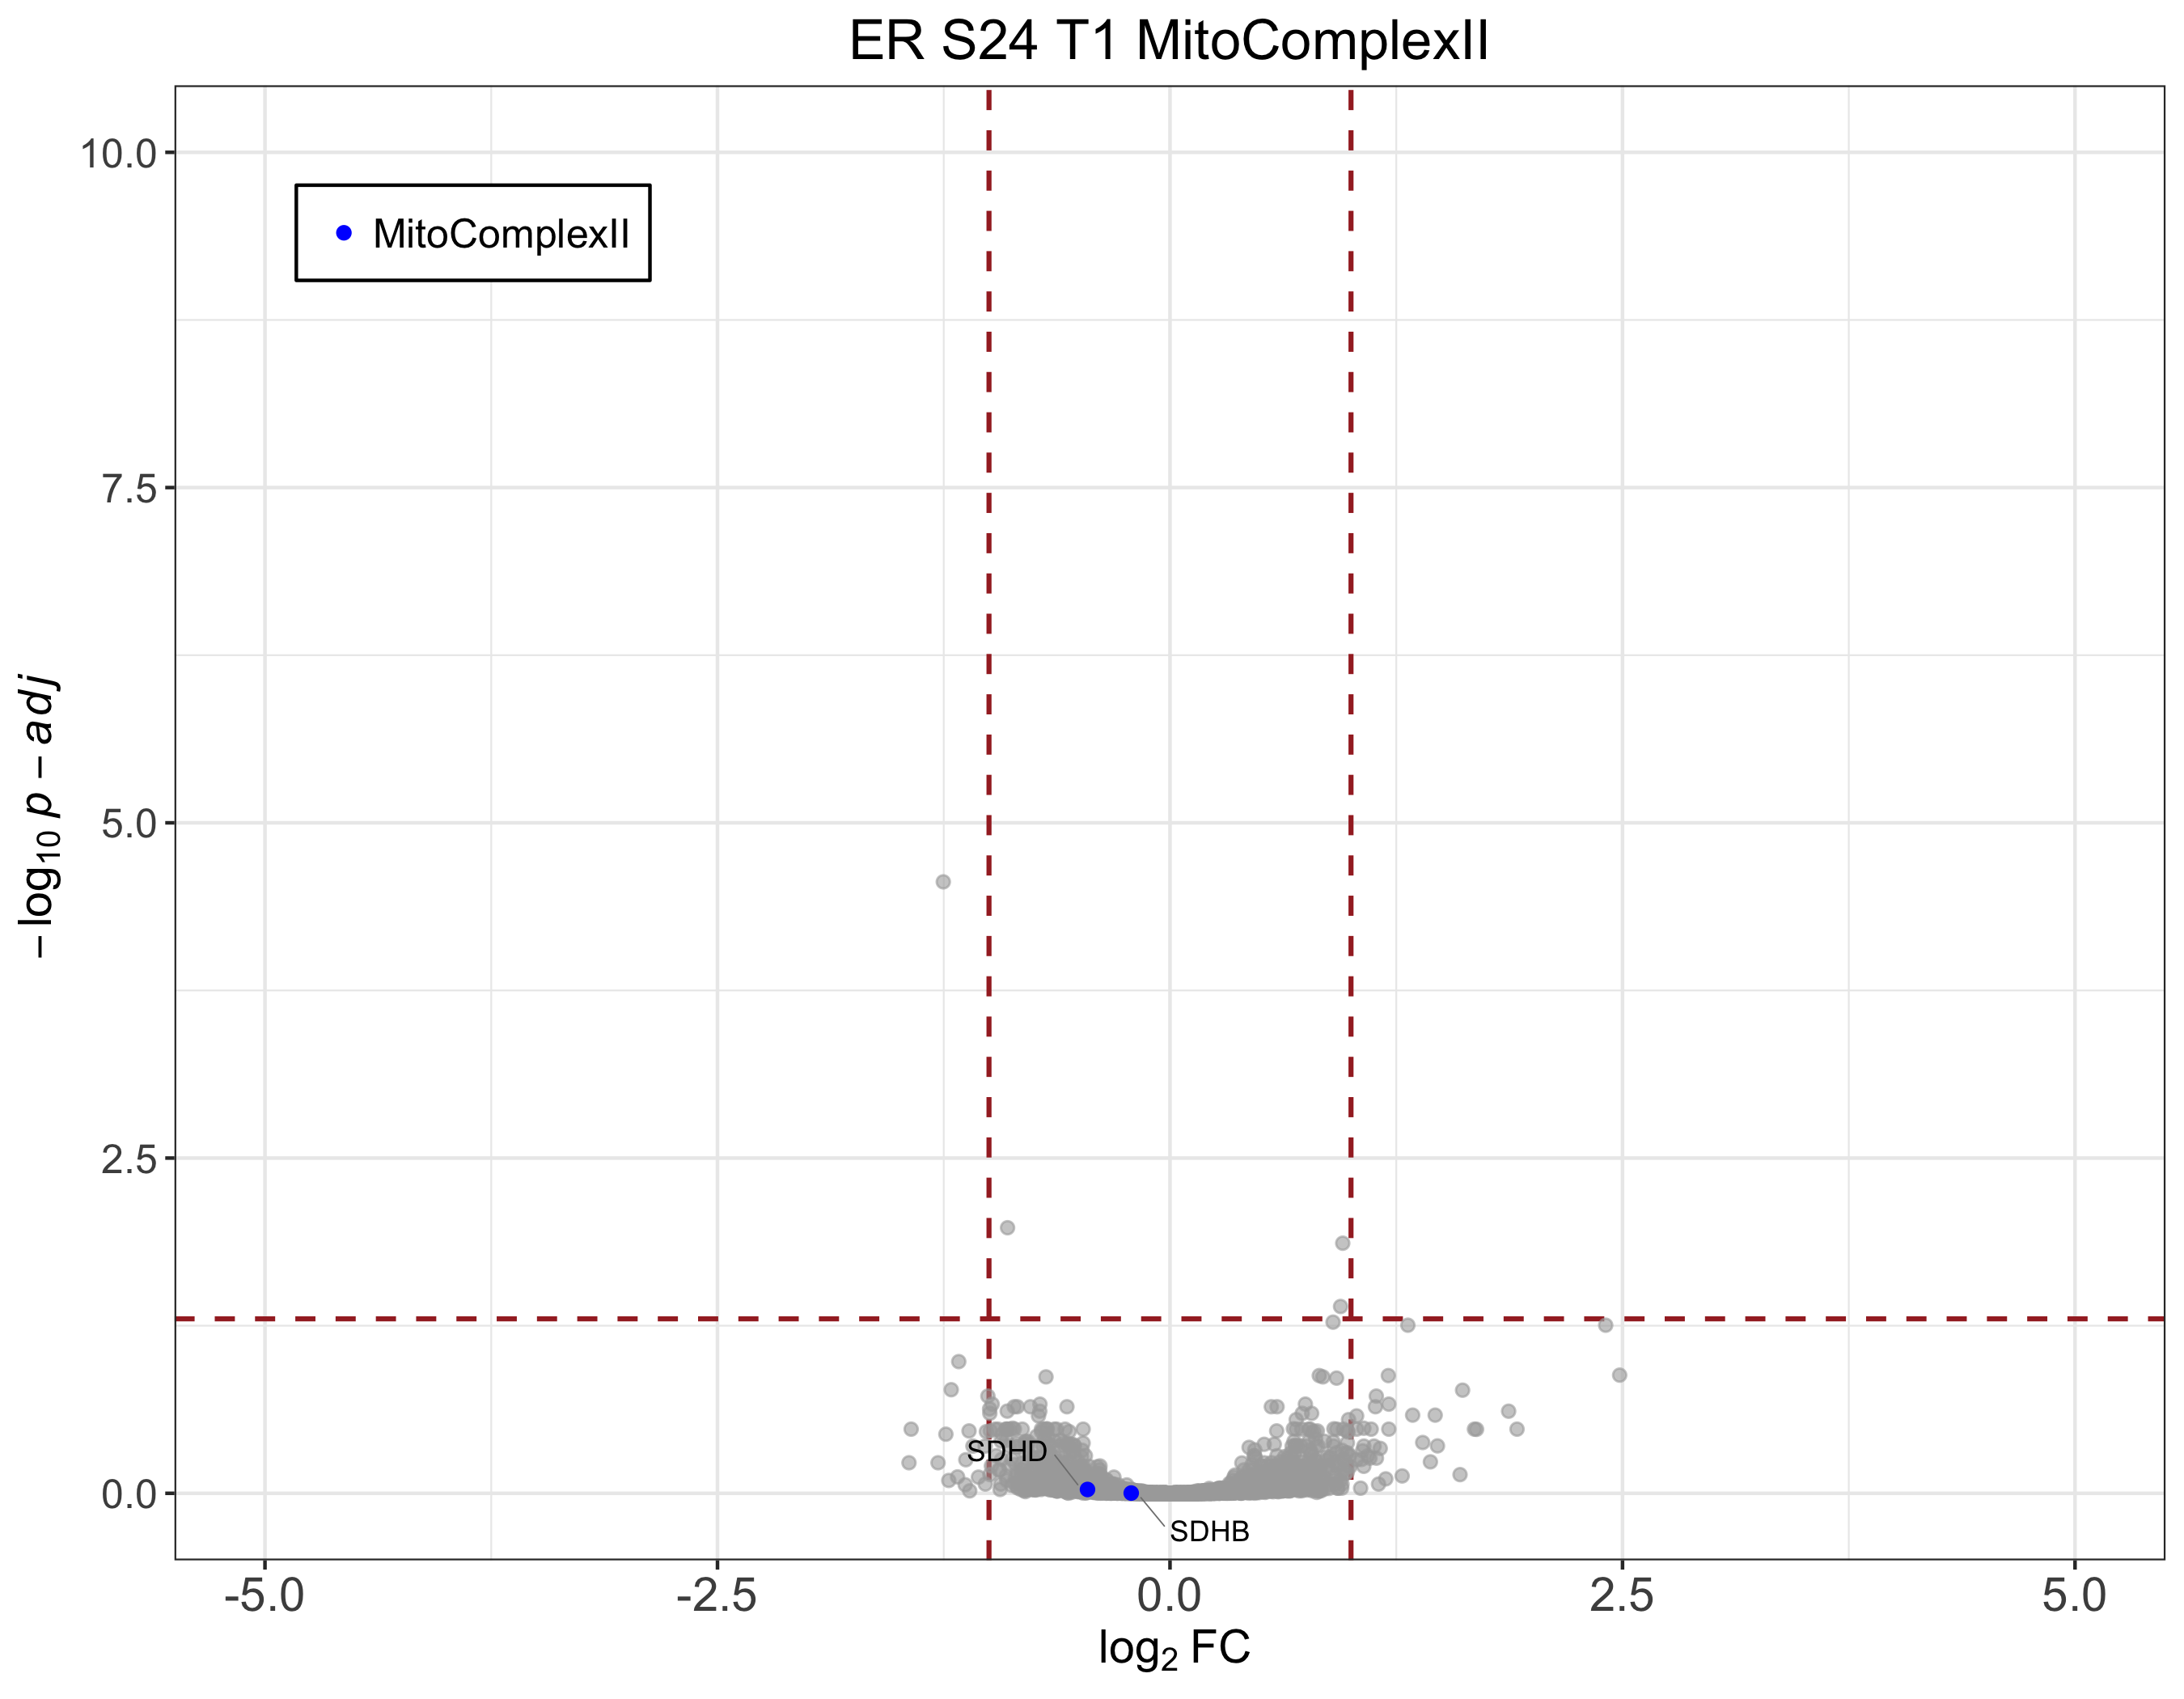 ER S24 T1 MitoComplexII
10.0
MitoComplexII
7.5
−log10 p − adj
5.0
2.5
SDHD
0.0
SDHB
-5.0 -2.5 0.0 2.5 5.0
log2 FC